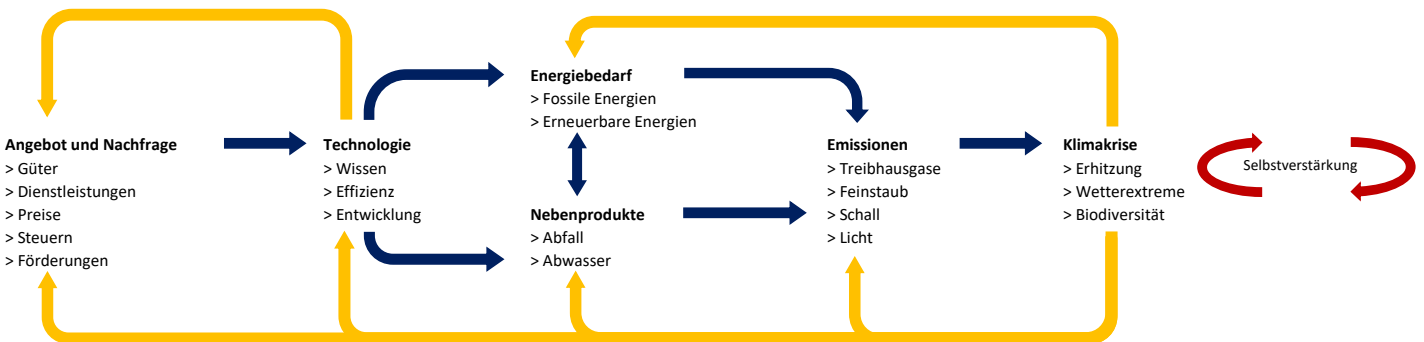 Angebot und Nachfrage
> Güter
> Dienstleistungen
> Preise
> Steuern
> Förderungen
Technologie
> Wissen
> Effizienz
> Entwicklung
Energiebedarf
> Fossile Energien
> Erneuerbare Energien
Nebenprodukte
> Abfall
> Abwasser
Emissionen
> Treibhausgase
> Feinstaub
> Schall
> Licht
Klimakrise
> Erhitzung
> Wetterextreme
> Biodiversität
Selbstverstärkung